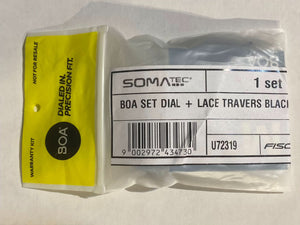 NOT FOR RESALE
DIALED IN.
PRECISION FIT.
BOA
WARRANTY KIT
SOMATEC
1 set
BOA SET DIAL + LACE TRAVERS BLAC
9 002972 434730
U72319
FISC